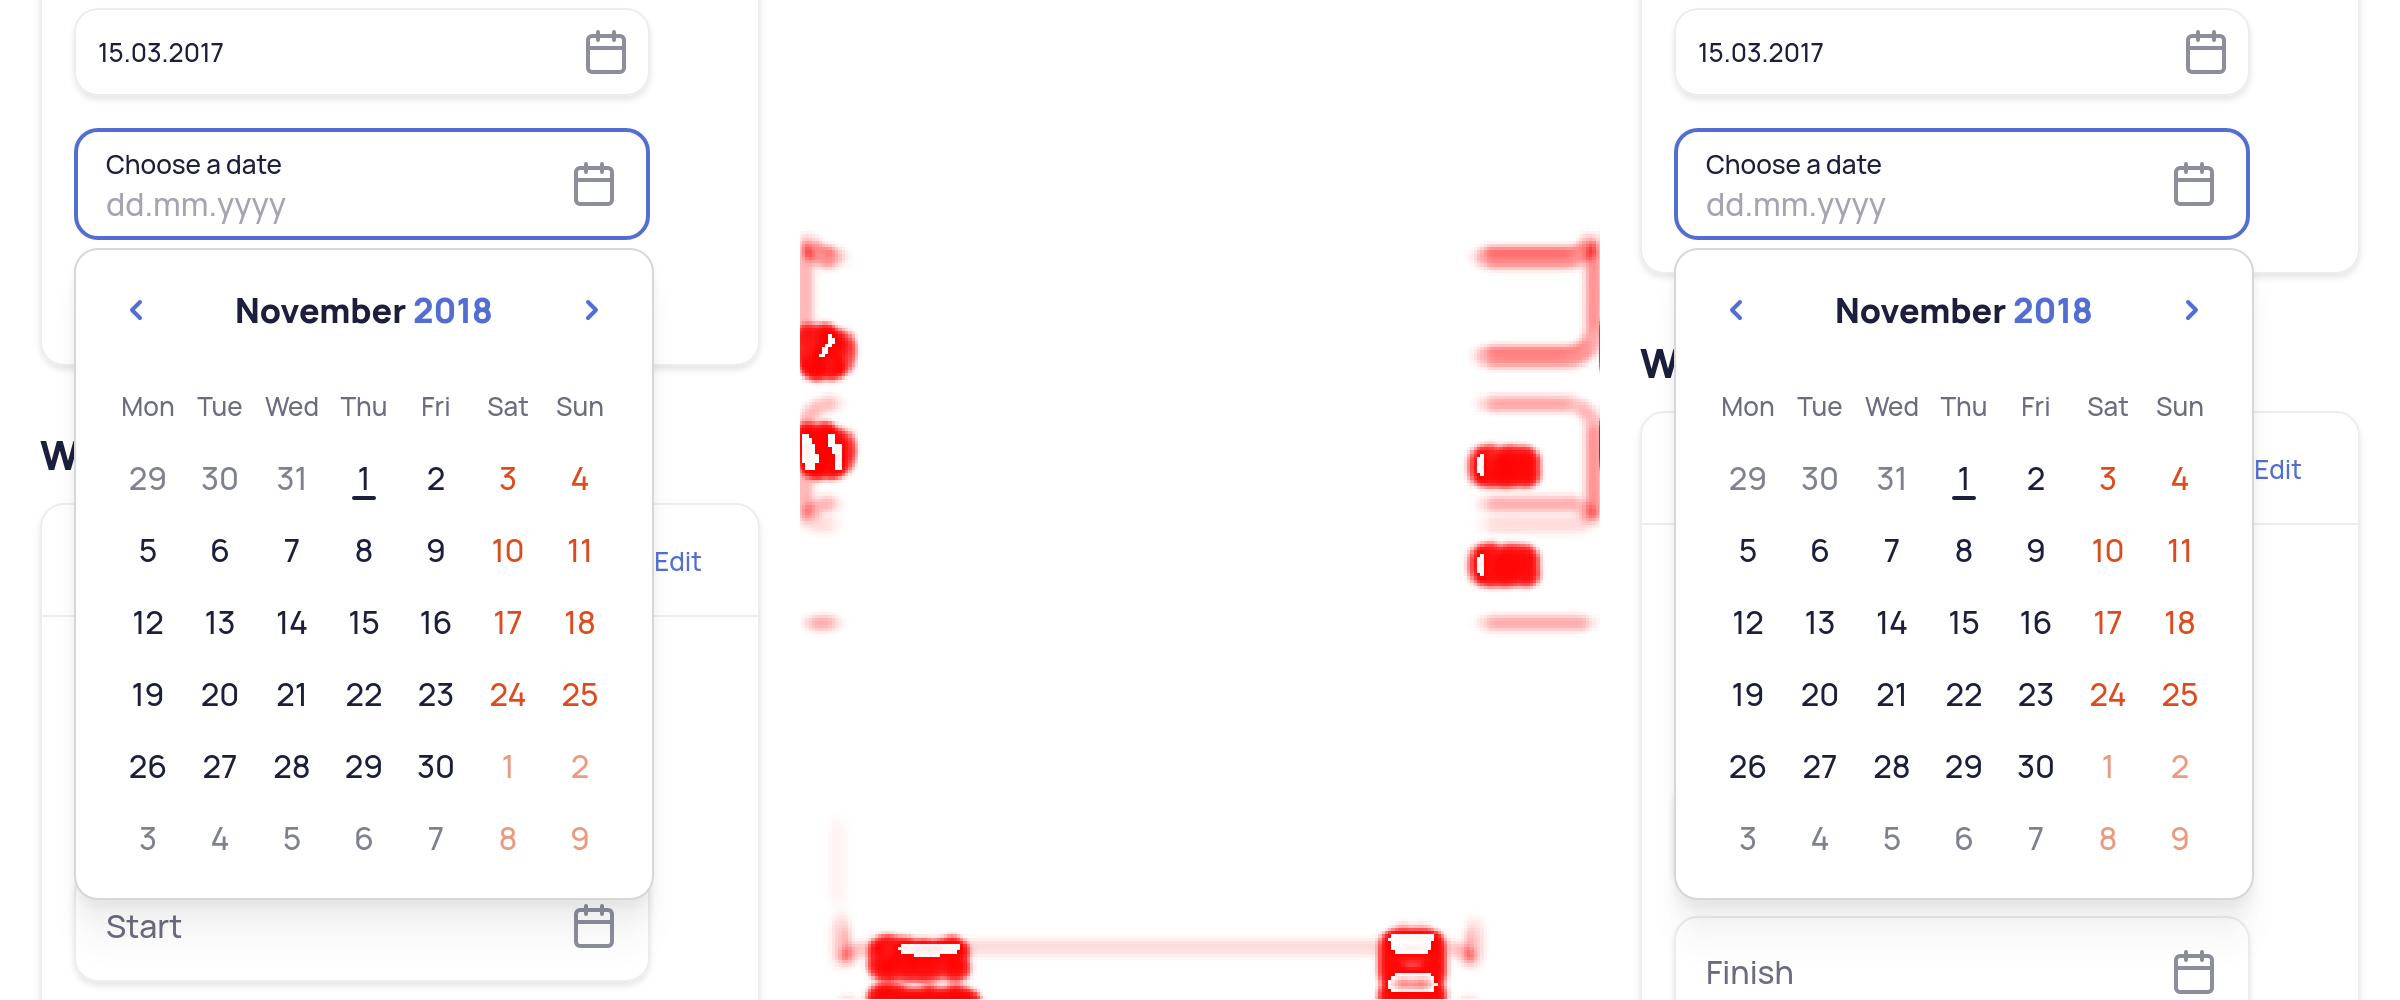 15.03.2017
Choose a date
dd.mm.yyyy
November 2018
Mon Tue Wed Thu Fri Sat Sun
W
29 30 31 1 2 3 4
5 6 7 8 9 10 11
Edit
12 13 14 15 16 17 18
19 20 21 22 23 24 25
26 27 28 29 30 1 2
3 4 5 6 7 8 9
Start
15.03.2017
Choose a date
dd.mm.yyyy
November 2018
W
Mon Tue Wed Thu Fri Sat Sun
Edit
29 30 31 1 2 3 4
5 6 7 8 9 10 11
12 13 14 15 16 17 18
19 20 21 22 23 24 25
26 27 28 29 30 1 2
3 4 5 6 7 8 9
Finish